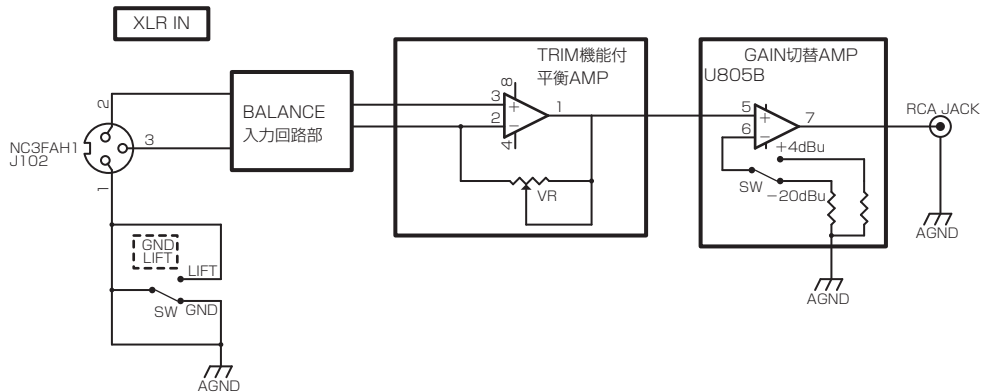 XLR IN
TRIM機能付
平衡AMP
GAIN切替AMP
U805B
BALANCE
入力回路部
NC3FAH1
J102
2
3
1
3
2
8
4
1
VR
5
6
7
+
−
+
−
+4dBu
SW
−20dBu
RCA JACK
AGND
AGND
GND
LIFT
LIFT
SW
GND
AGND